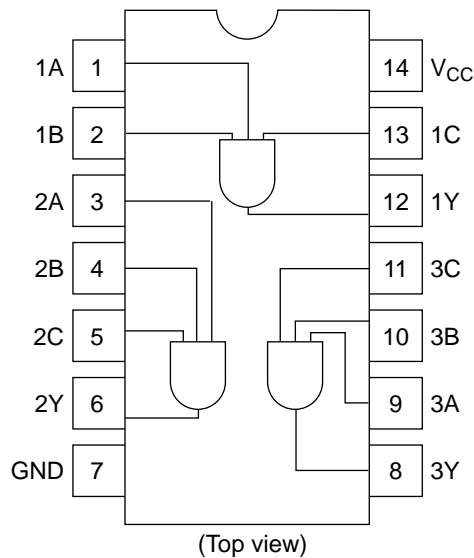 1A 1 14 VCC
1B 2 13 1C
2A 3 12 1Y
2B 4 11 3C
2C 5 10 3B
2Y 6 9 3A
GND 7 8 3Y
(Top view)